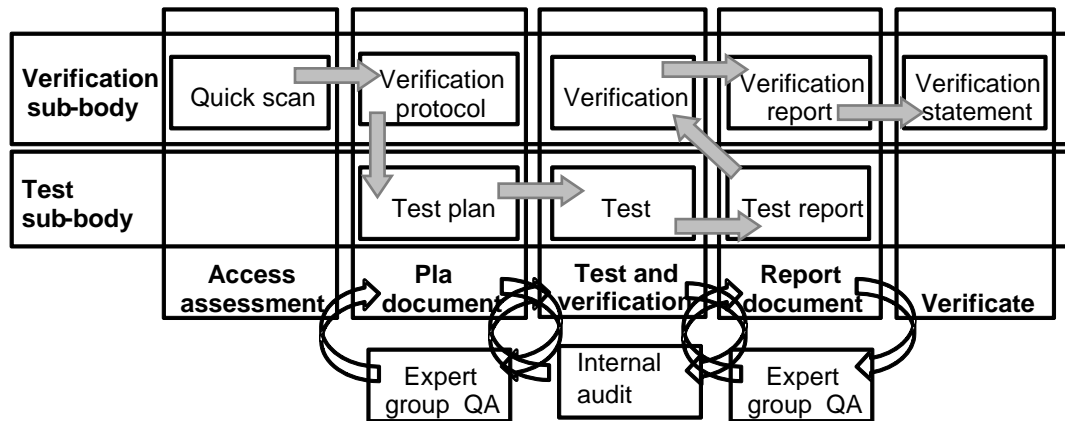 Verification
sub-body
Quick scan
Verification
protocol
Verification
Verification
report
Verification
statement
Test
sub-body
Test plan
Test
Test report
Access
assessment
Pla
document
Test and
verification
Report
document
Verificate
Expert
group QA
Internal
audit
Expert
group QA